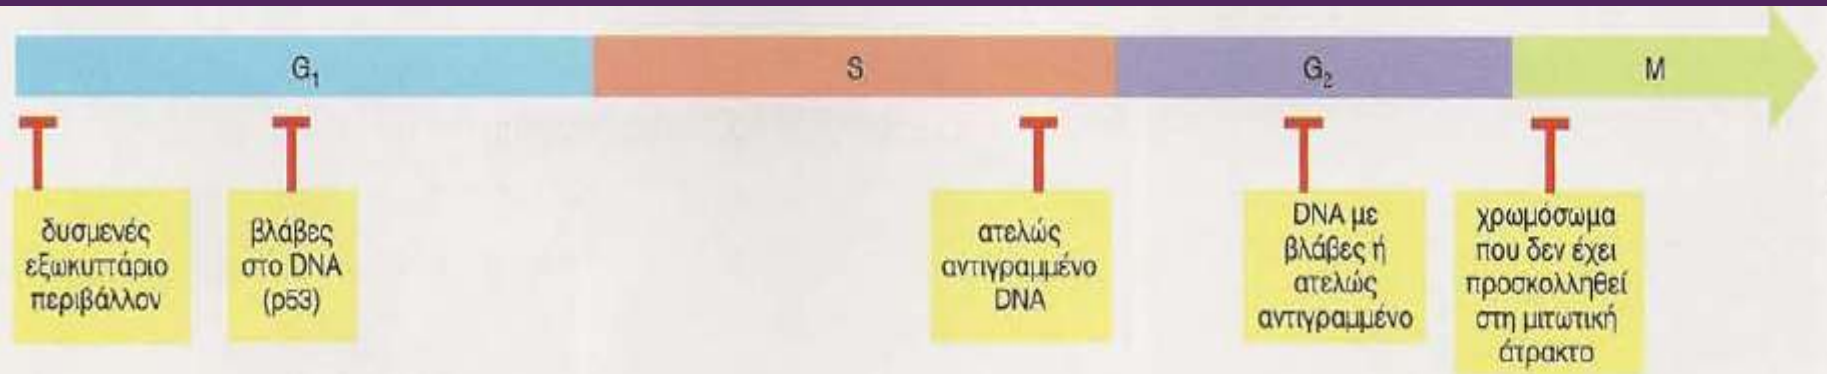 G₁
S
G₂
M
δυσμενές
εξωκυττάριο
περιβάλλον
βλάβες
στο DNA
(p53)
ατελώς
αντιγραμμένο
DNA
DNA με
βλάβες ή
ατελώς
αντιγραμμένο
χρωμόσωμα
που δεν έχει
προσκολληθεί
στη μιτωτική
άτρακτο